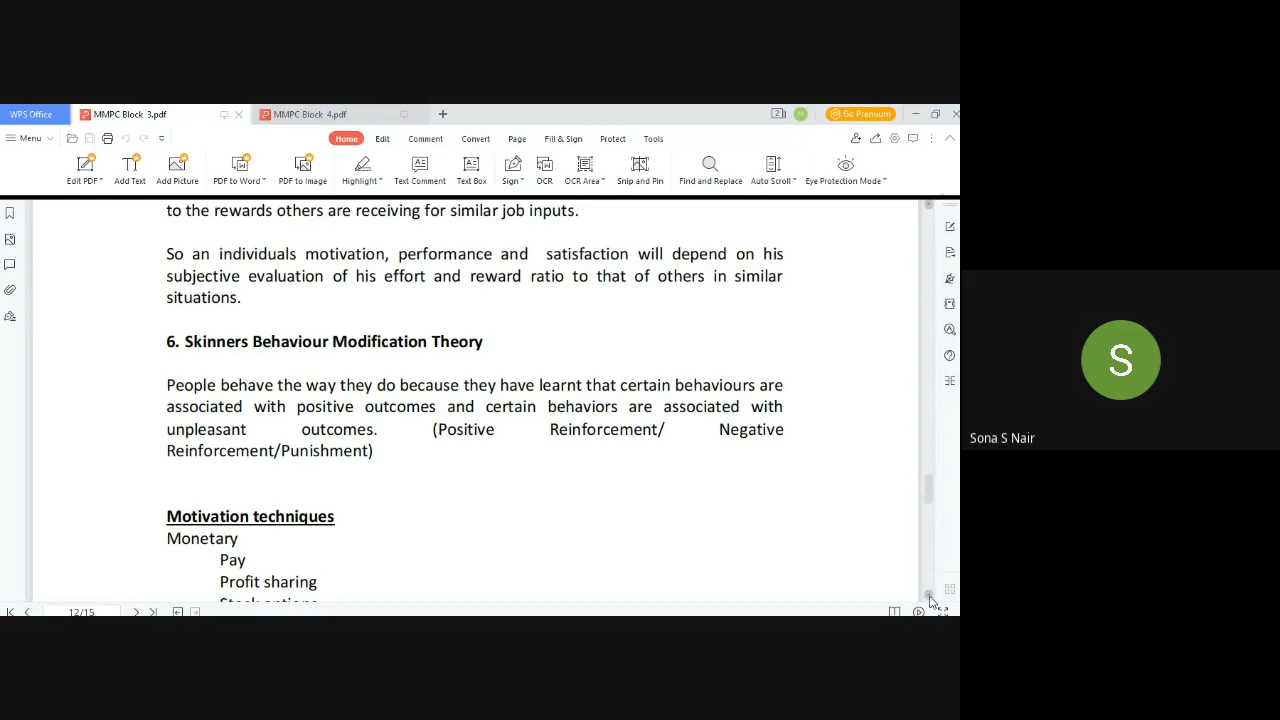 WPS Office
MMPC Block 3.pdf
MMPC Block 4.pdf
Go Premium
Menu
Home
Edit
Comment
Convert
Page
Fill & Sign
Protect
Tools
Edit PDF
Add Text
Add Picture
PDF to Word
PDF to Image
Highlight
Text Comment
Text Box
Sign
OCR
OCR Area
Snip and Pin
Find and Replace
Auto Scroll
Eye Protection Mode
to the rewards others are receiving for similar job inputs.
So an individuals motivation, performance and satisfaction will depend on his
subjective evaluation of his effort and reward ratio to that of others in similar
situations.
6. Skinners Behaviour Modification Theory
People behave the way they do because they have learnt that certain behaviours are
associated with positive outcomes and certain behaviors are associated with
unpleasant outcomes. (Positive Reinforcement/ Negative
Reinforcement/Punishment)
Motivation techniques
Monetary
Pay
Profit sharing
Stock options
12/15
S
Sona S Nair